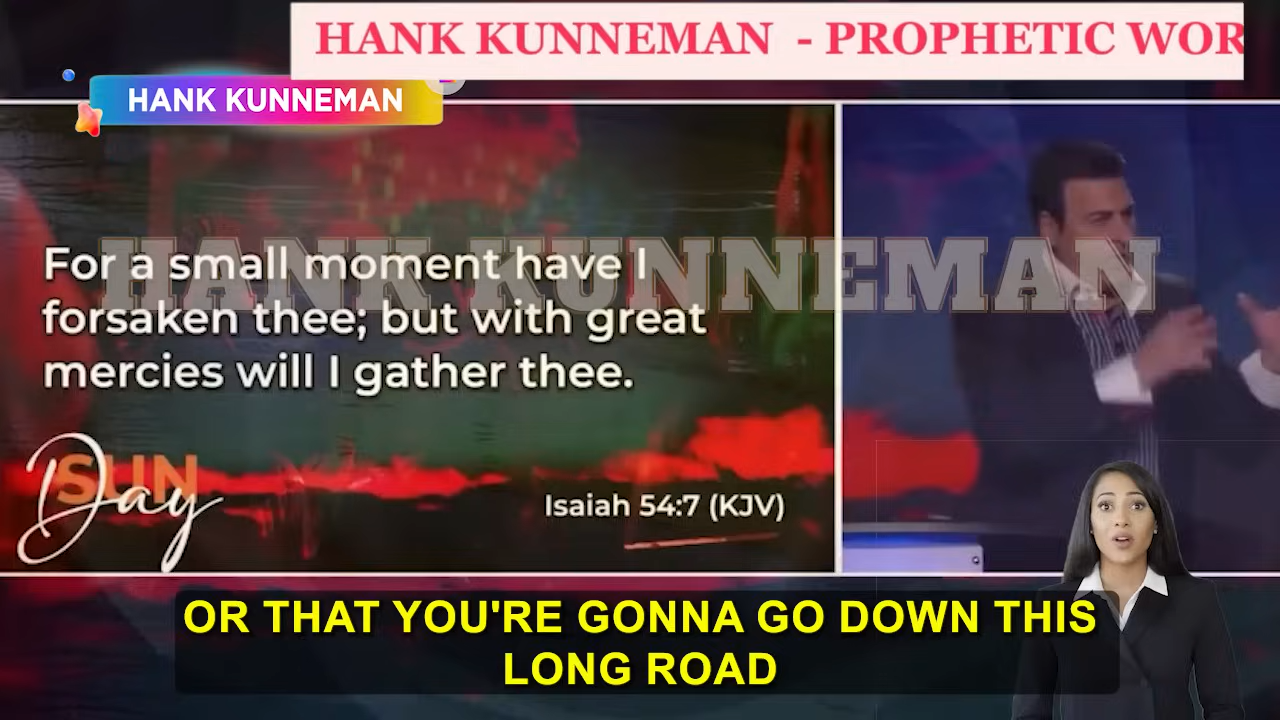 HANK KUNNEMAN - PROPHETIC WOR
HANK KUNNEMAN
HANK KUNNEMAN
For a small moment have I
forsaken thee; but with great
mercies will I gather thee.
SUN
Day
Isaiah 54:7 (KJV)
OR THAT YOU'RE GONNA GO DOWN THIS
LONG ROAD